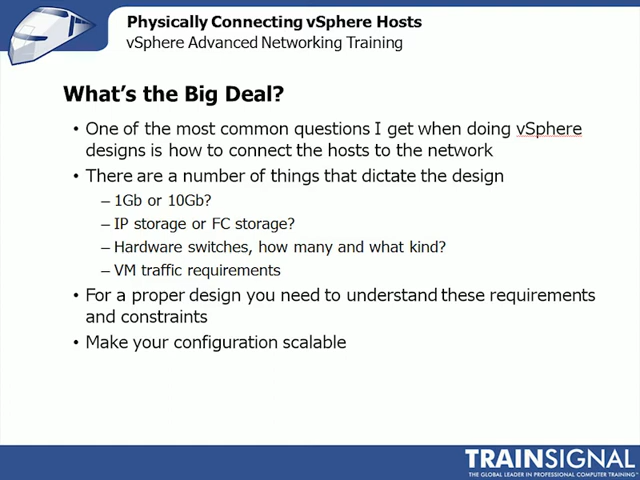 Physically Connecting vSphere Hosts
vSphere Advanced Networking Training
What's the Big Deal?
• One of the most common questions I get when doing vSphere
designs is how to connect the hosts to the network
• There are a number of things that dictate the design
– 1Gb or 10Gb?
– IP storage or FC storage?
– Hardware switches, how many and what kind?
– VM traffic requirements
• For a proper design you need to understand these requirements
and constraints
• Make your configuration scalable
TRAINSIGNAL
THE GLOBAL LEADER IN PROFESSIONAL COMPUTER TRAINING